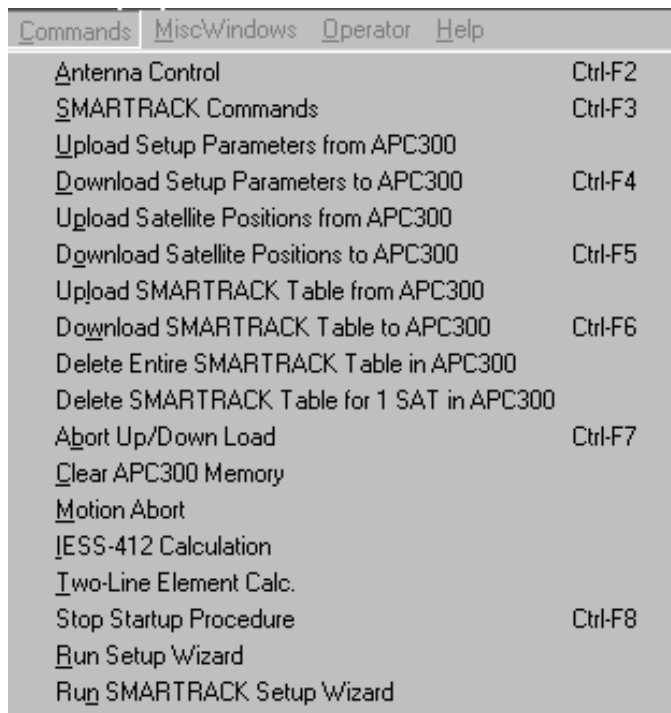 Commands MiscWindows Operator Help
Antenna Control Ctrl-F2
SMARTRACK Commands Ctrl-F3
Upload Setup Parameters from APC300
Download Setup Parameters to APC300 Ctrl-F4
Upload Satellite Positions from APC300
Download Satellite Positions to APC300 Ctrl-F5
Upload SMARTRACK Table from APC300
Download SMARTRACK Table to APC300 Ctrl-F6
Delete Entire SMARTRACK Table in APC300
Delete SMARTRACK Table for 1 SAT in APC300
Abort Up/Down Load Ctrl-F7
Clear APC300 Memory
Motion Abort
IESS-412 Calculation
Two-Line Element Calc.
Stop Startup Procedure Ctrl-F8
Run Setup Wizard
Run SMARTRACK Setup Wizard